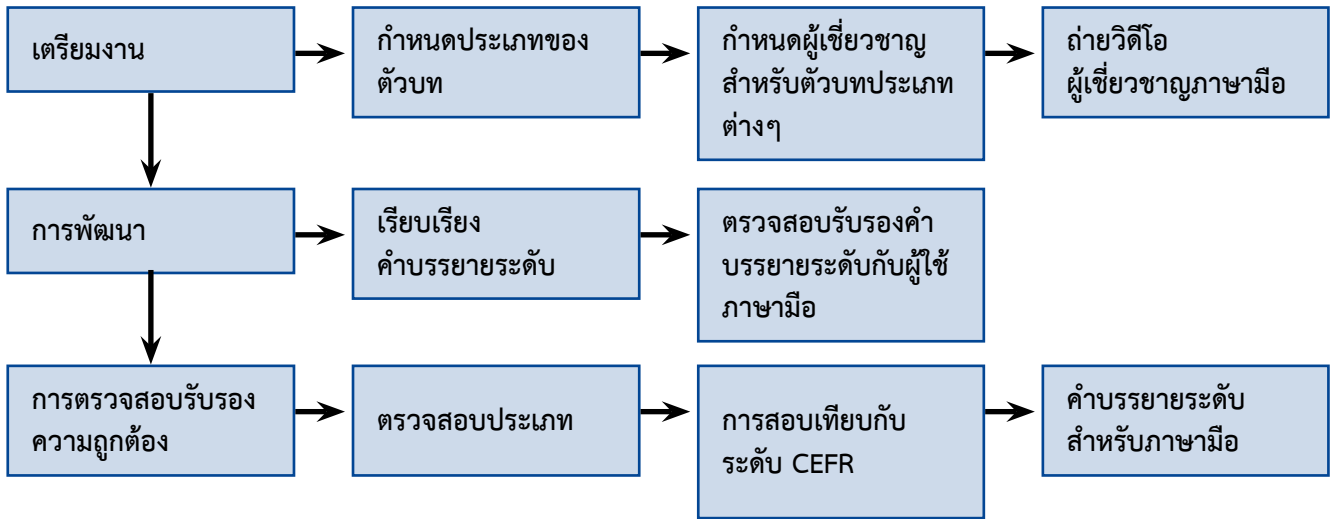 เตรียมงาน
กำหนดประเภทของ
ตัวบท
กำหนดผู้เชี่ยวชาญ
สำหรับตัวบทประเภท
ต่างๆ
ถ่ายวิดีโอ
ผู้เชี่ยวชาญภาษามือ
การพัฒนา
เรียบเรียง
คำบรรยายระดับ
ตรวจสอบรับรองคำ
บรรยายระดับกับผู้ใช้
ภาษามือ
การตรวจสอบรับรอง
ความถูกต้อง
ตรวจสอบประเภท
การสอบเทียบกับ
ระดับ CEFR
คำบรรยายระดับ
สำหรับภาษามือ